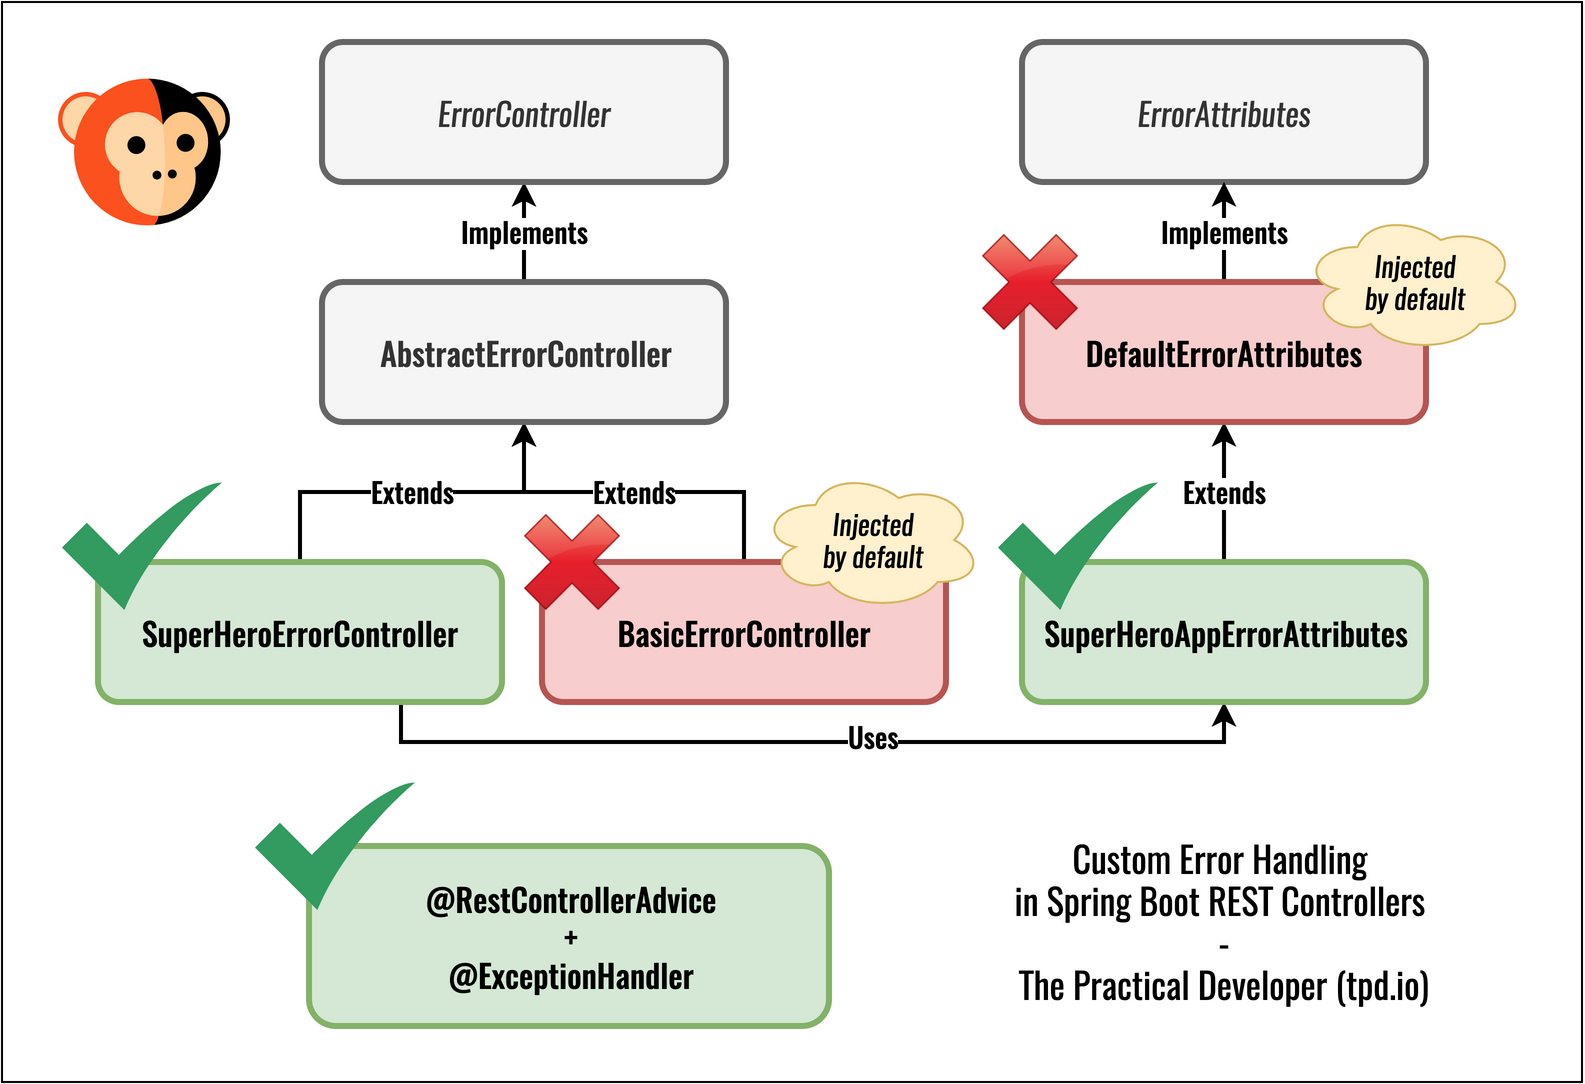 ErrorController
ErrorAttributes
Implements
Implements
Injected
by default
AbstractErrorController
DefaultErrorAttributes
Extends
Extends
Extends
Injected
by default
SuperHeroErrorController
BasicErrorController
SuperHeroAppErrorAttributes
Uses
@RestControllerAdvice
+
@ExceptionHandler
Custom Error Handling
in Spring Boot REST Controllers
-
The Practical Developer (tpd.io)